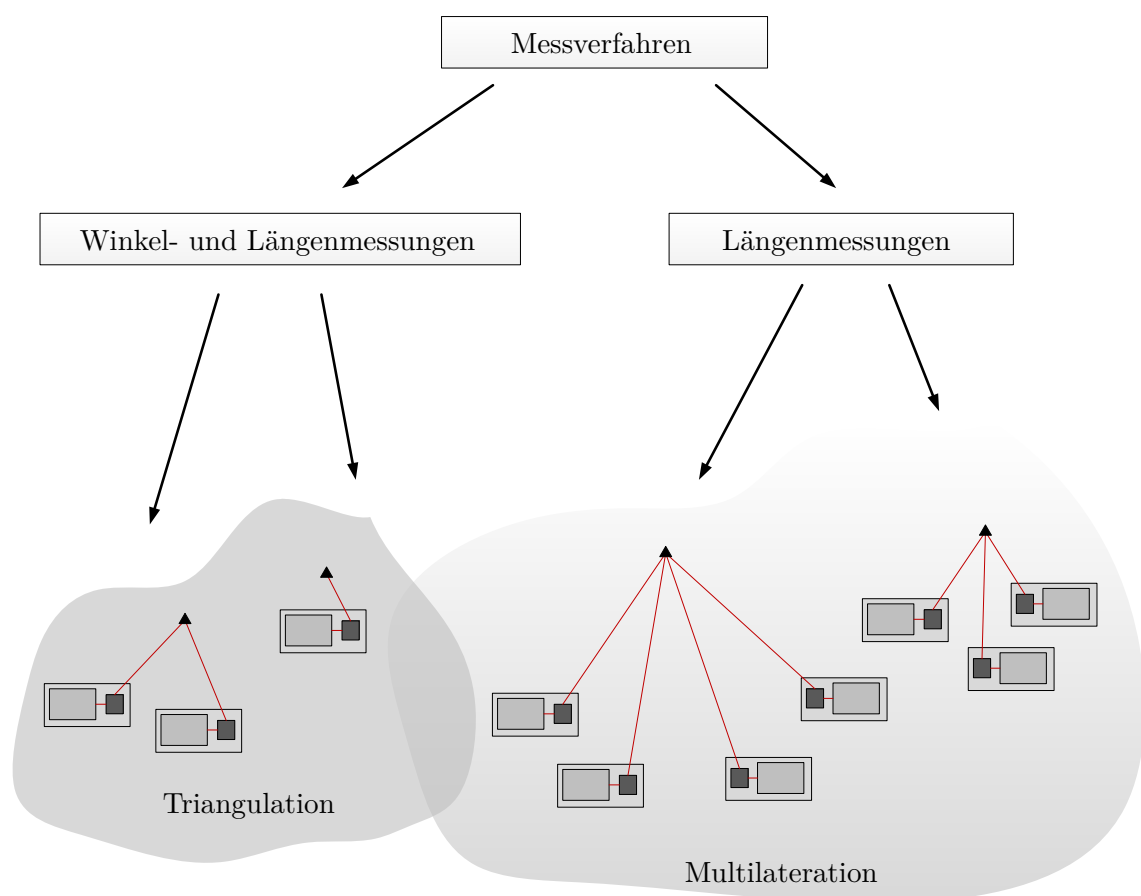 Messverfahren
Winkel- und Längenmessungen
Längenmessungen
Triangulation
Multilateration